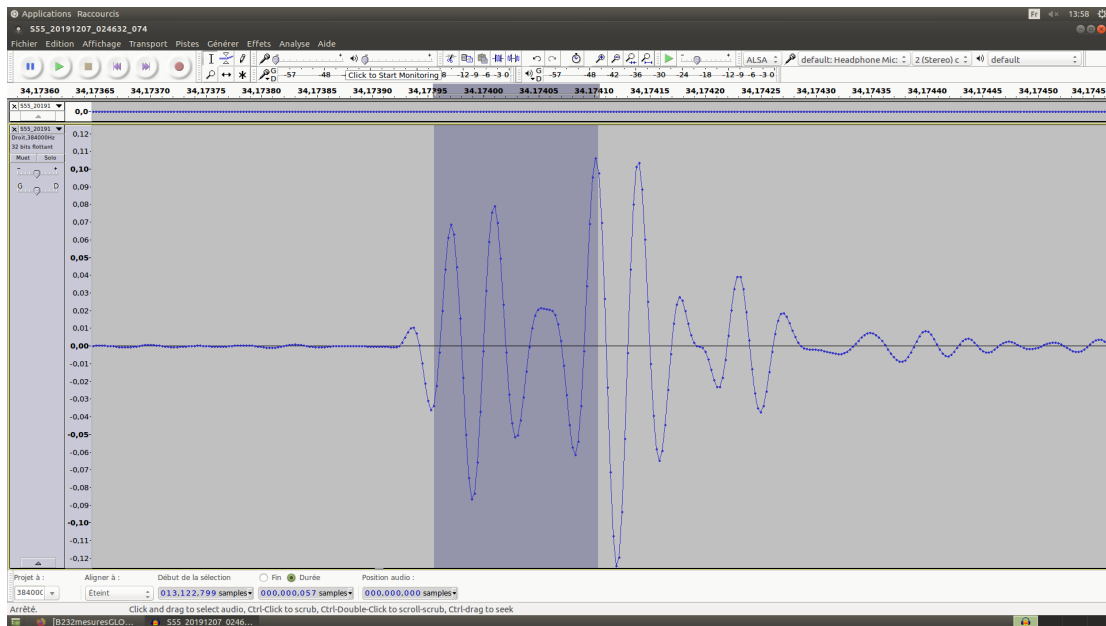 Applications Raccourcis Fr 13:58
S55_20191207_024632_074
Fichier Edition Affichage Transport Pistes Générer Effets Analyse Aide
ALSA default: Headphone Mic: 2 (Stereo) c default
G D -57 -48 Click to Start Monitoring 8 -12 -9 -6 -3 0 G D -57 -48 -42 -36 -30 -24 -18 -12 -9 -6 -3 0
34,17360 34,17365 34,17370 34,17375 34,17380 34,17385 34,17390 34,17395 34,17400 34,17405 34,17410 34,17415 34,17420 34,17425 34,17430 34,17435 34,17440 34,17445 34,1745
X S55_20191
0,0-
X S55_20191
Droit,384000Hz
32 bits flottant
Muet Solo
- +
G D
0,12-
0,11-
0,10-
0,09-
0,08-
0,07-
0,06-
0,05-
0,04-
0,03-
0,02-
0,01-
0,00-
-0,01-
-0,02-
-0,03-
-0,04-
-0,05-
-0,06-
-0,07-
-0,08-
-0,09-
-0,10-
-0,11-
-0,12-
Projet à : Aligner à : Début de la sélection Fin Durée Position audio :
384000 Eteint 013,122,799 samples 000,000,057 samples 000,000,000 samples
Arrêté. Click and drag to select audio, Ctrl-Click to scrub, Ctrl-Double-Click to scroll-scrub, Ctrl-drag to seek
[B232mesuresGLO... S55_20191207_0246...